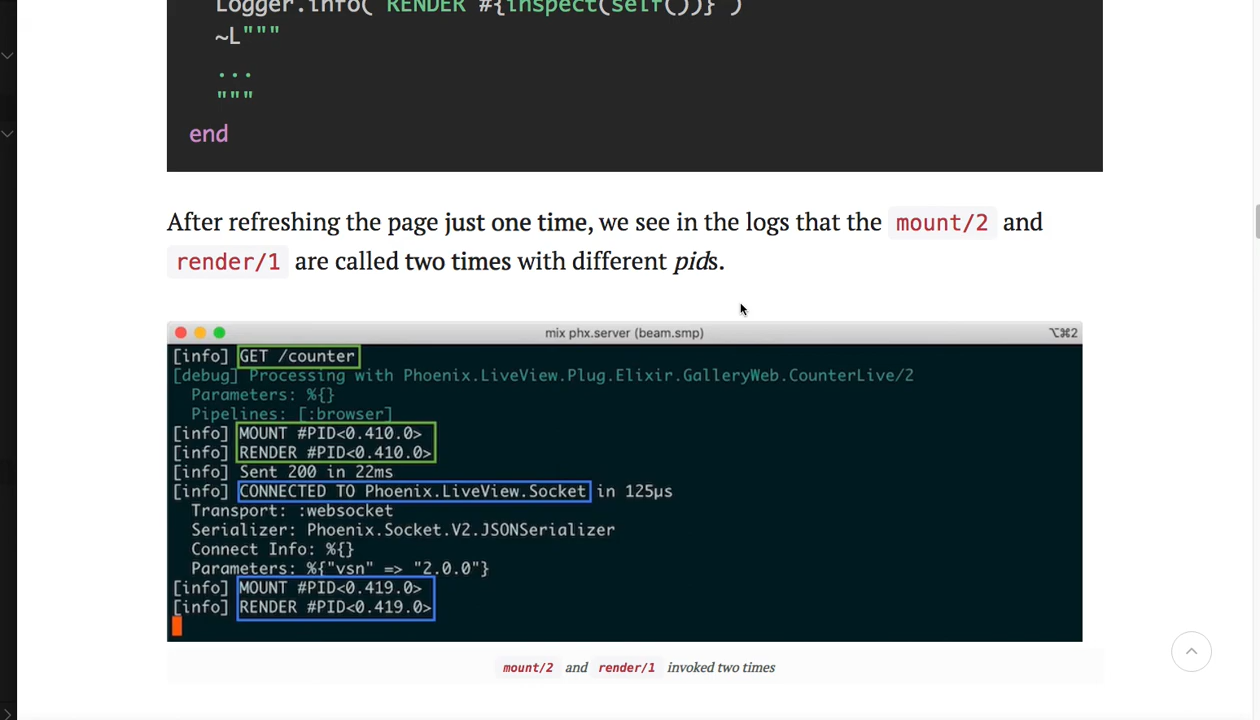 Logger.info("RENDER #{inspect(self())}")
~L"""
...
"""
end
After refreshing the page just one time, we see in the logs that the mount/2 and
render/1 are called two times with different pids.
mix phx.server (beam.smp)
⌥⌘2
[info] GET /counter
[debug] Processing with Phoenix.LiveView.Plug.Elixir.GalleryWeb.CounterLive/2
Parameters: %{}
Pipelines: [:browser]
[info] MOUNT #PID<0.410.0>
[info] RENDER #PID<0.410.0>
[info] Sent 200 in 22ms
[info] CONNECTED TO Phoenix.LiveView.Socket in 125µs
Transport: :websocket
Serializer: Phoenix.Socket.V2.JSONSerializer
Connect Info: %{}
Parameters: %{"vsn" => "2.0.0"}
[info] MOUNT #PID<0.419.0>
[info] RENDER #PID<0.419.0>
mount/2 and render/1 invoked two times